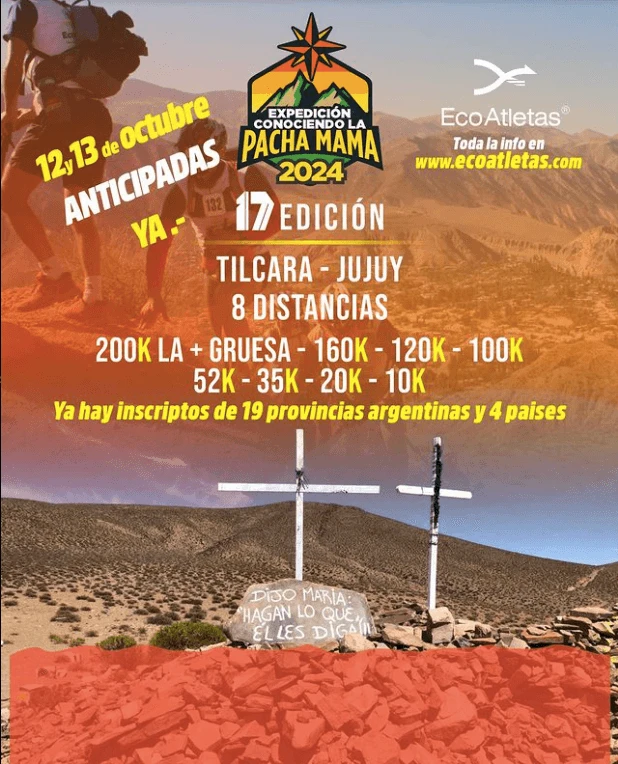 EXPEDICIÓN
CONOCIENDO LA
PACHA MAMA
2024
EcoAtletas®
Toda la info en
www.ecoatletas.com
12 y 13 de octubre
ANTICIPADAS
YA .-
132
17 EDICIÓN
TILCARA - JUJUY
8 DISTANCIAS
200K LA + GRUESA - 160K - 120K - 100K
52K - 35K - 20K - 10K
Ya hay inscriptos de 19 provincias argentinas y 4 paises
DIJO MARÍA:
"HAGAN LO QUE
ÉL LES DIGA"